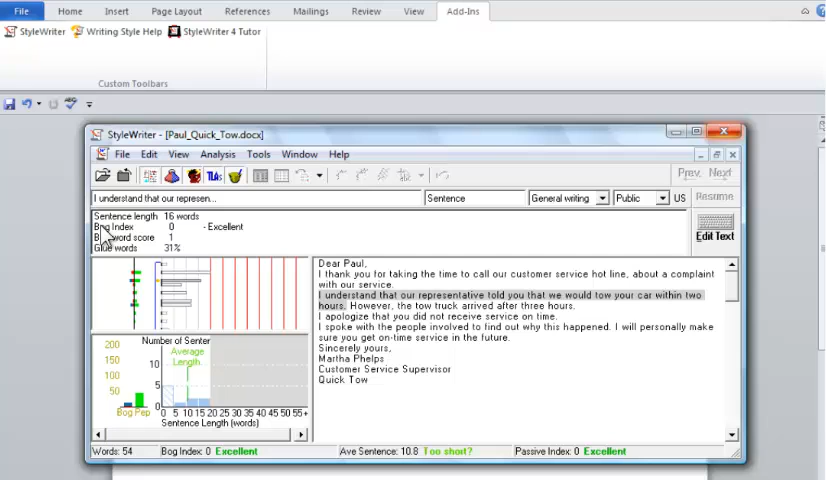 File Home Insert Page Layout References Mailings Review View Add-Ins
StyleWriter Writing Style Help StyleWriter 4 Tutor
Custom Toolbars
StyleWriter - [Paul_Quick_Tow.docx]
File Edit View Analysis Tools Window Help
TLAs Prev. Next
I understand that our represen... Sentence General writing Public US Resume
Sentence length 16 words
Bog Index 0 - Excellent
word score 1
Glue words 31%
Edit Text
Dear Paul,
I thank you for taking the time to call our customer service hot line, about a complaint
with our service.
I understand that our representative told you that we would tow your car within two
hours. However, the tow truck arrived after three hours.
I apologize that you did not receive service on time.
I spoke with the people involved to find out why this happened. I will personally make
sure you get on-time service in the future.
Sincerely yours,
Martha Phelps
Customer Service Supervisor
Quick Tow
200
150
100
50
Bog Pep
Number of Senter
Average
Length
10
5
0
0 5 10 15 20 25 30 35 40 45 50 55+
Sentence Length (words)
Words: 54 Bog Index: 0 Excellent Ave Sentence: 10.8 Too short? Passive Index: 0 Excellent